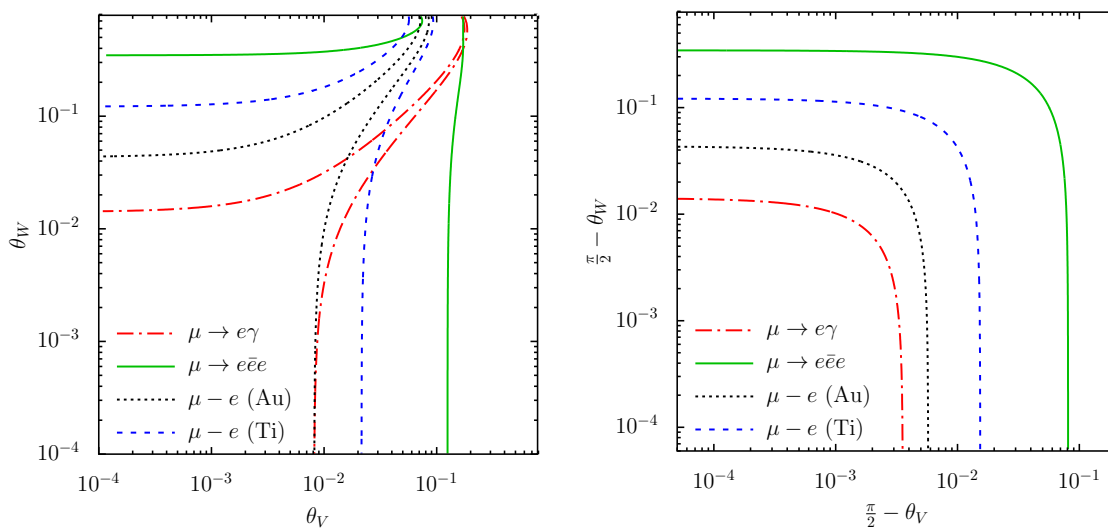 10⁻¹
10⁻²
10⁻³
10⁻⁴
θ_W
μ → eγ
μ → eēe
μ − e (Au)
μ − e (Ti)
10⁻⁴ 10⁻³ 10⁻² 10⁻¹
θ_V
10⁻¹
10⁻²
10⁻³
10⁻⁴
π/2 − θ_W
μ → eγ
μ → eēe
μ − e (Au)
μ − e (Ti)
10⁻⁴ 10⁻³ 10⁻² 10⁻¹
π/2 − θ_V